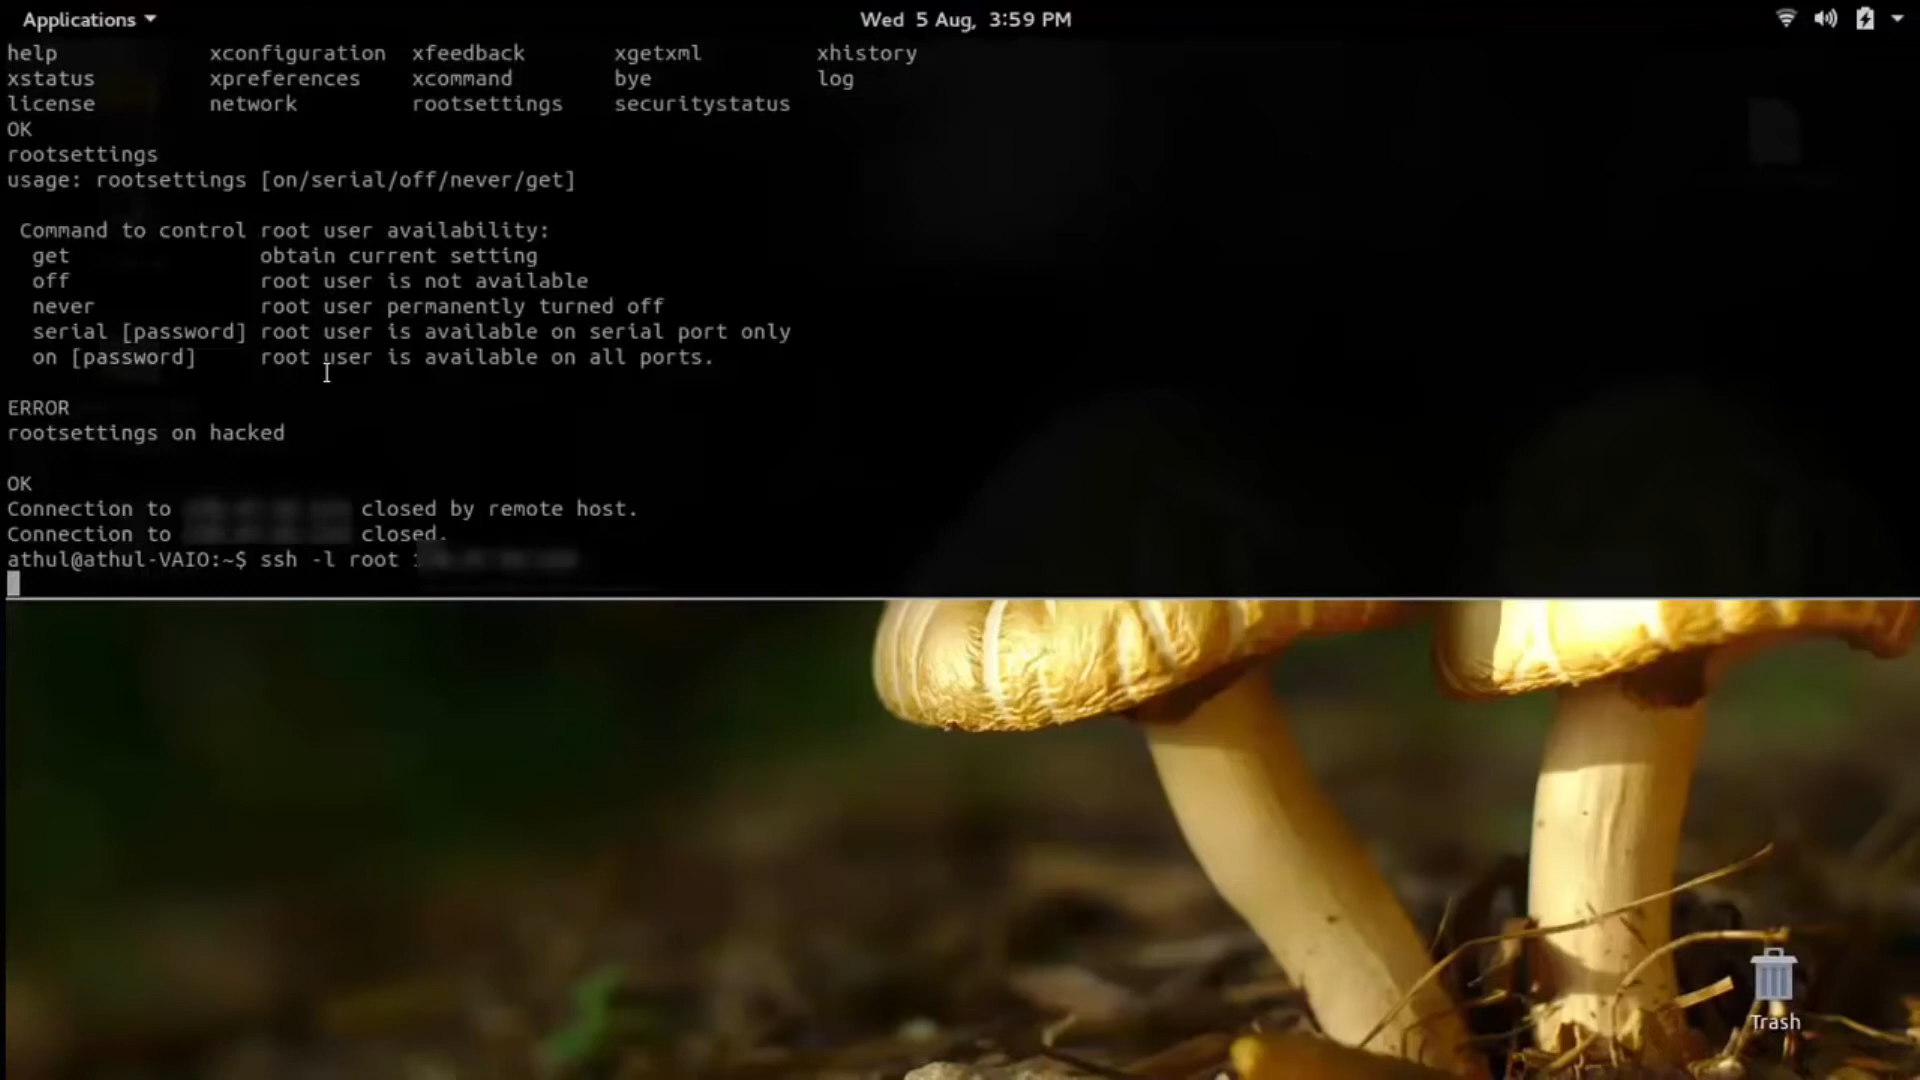 Applications Wed 5 Aug, 3:59 PM
help xconfiguration xfeedback xgetxml xhistory
xstatus xpreferences xcommand bye log
license network rootsettings securitystatus
OK
rootsettings
usage: rootsettings [on/serial/off/never/get]
Command to control root user availability:
get obtain current setting
off root user is not available
never root user permanently turned off
serial [password] root user is available on serial port only
on [password] root user is available on all ports.
ERROR
rootsettings on hacked
OK
Connection to closed by remote host.
Connection to closed.
athul@athul-VAIO:~$ ssh -l root
Trash